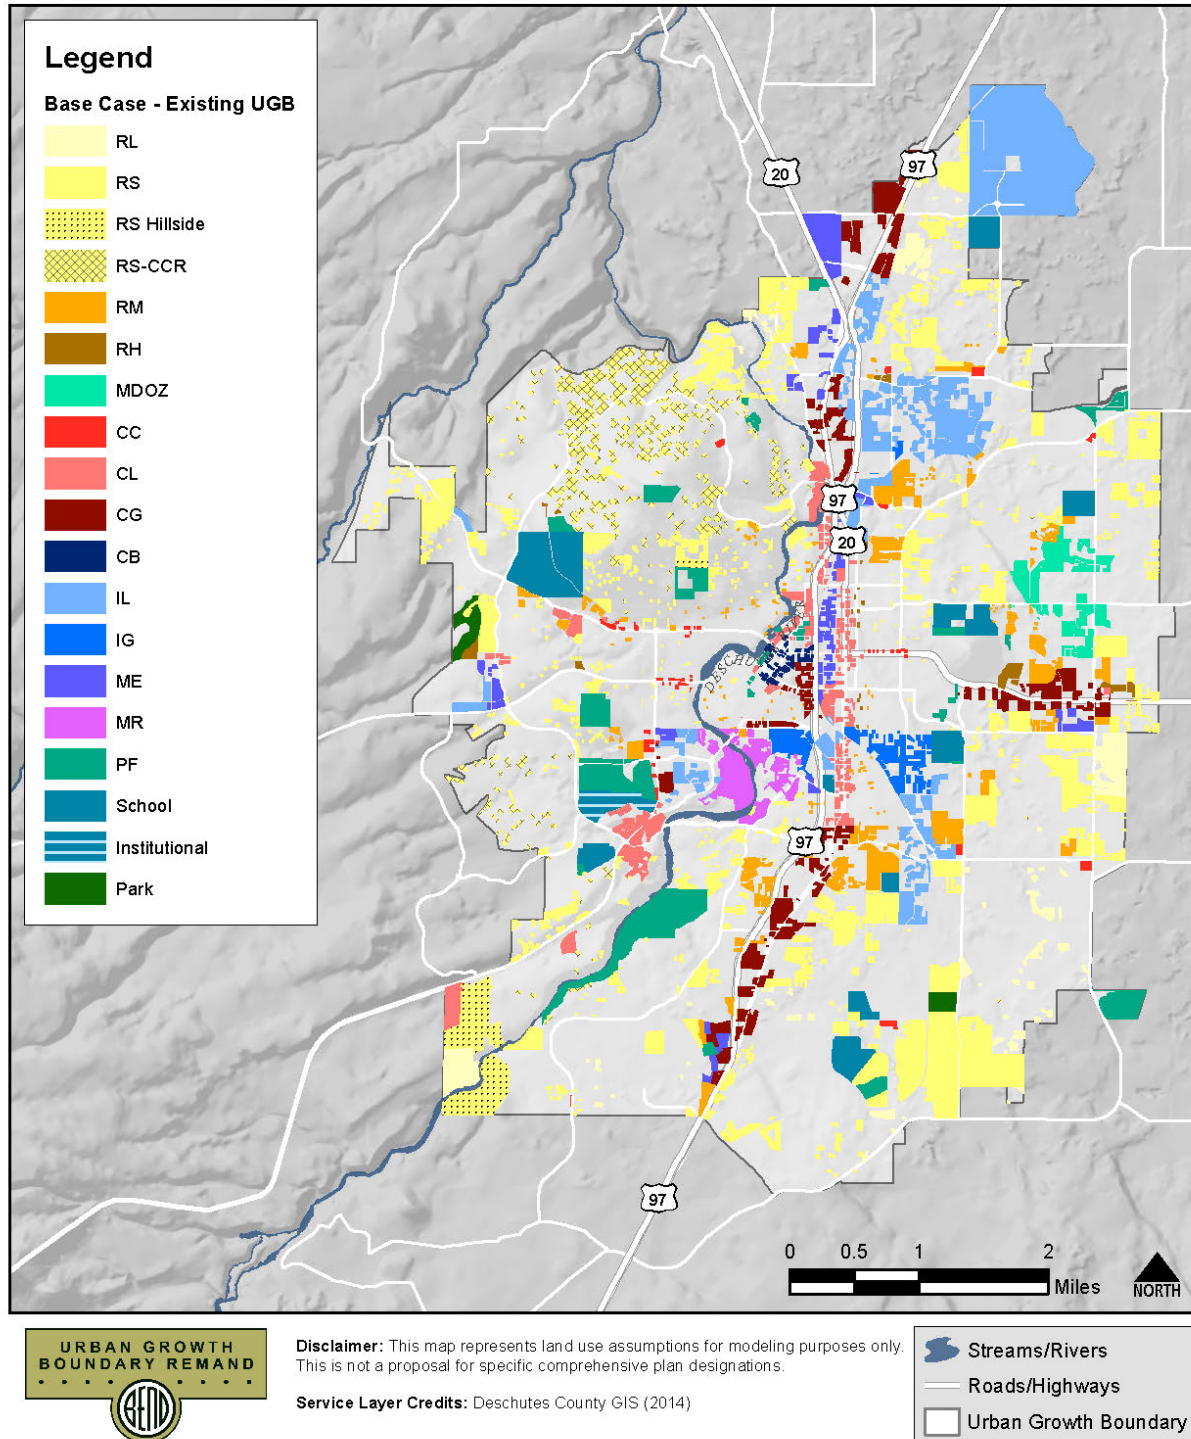 Legend
Base Case - Existing UGB
RL
RS
RS Hillside
RS-CCR
RM
RH
MDOZ
CC
CL
CG
CB
IL
IG
ME
MR
PF
School
Institutional
Park
20
97
97
20
DESCHUTES RIVER
97
97
0 0.5 1 2
Miles
NORTH
URBAN GROWTH
BOUNDARY REMAND
BEND
Disclaimer: This map represents land use assumptions for modeling purposes only.
This is not a proposal for specific comprehensive plan designations.
Service Layer Credits: Deschutes County GIS (2014)
Streams/Rivers
Roads/Highways
Urban Growth Boundary